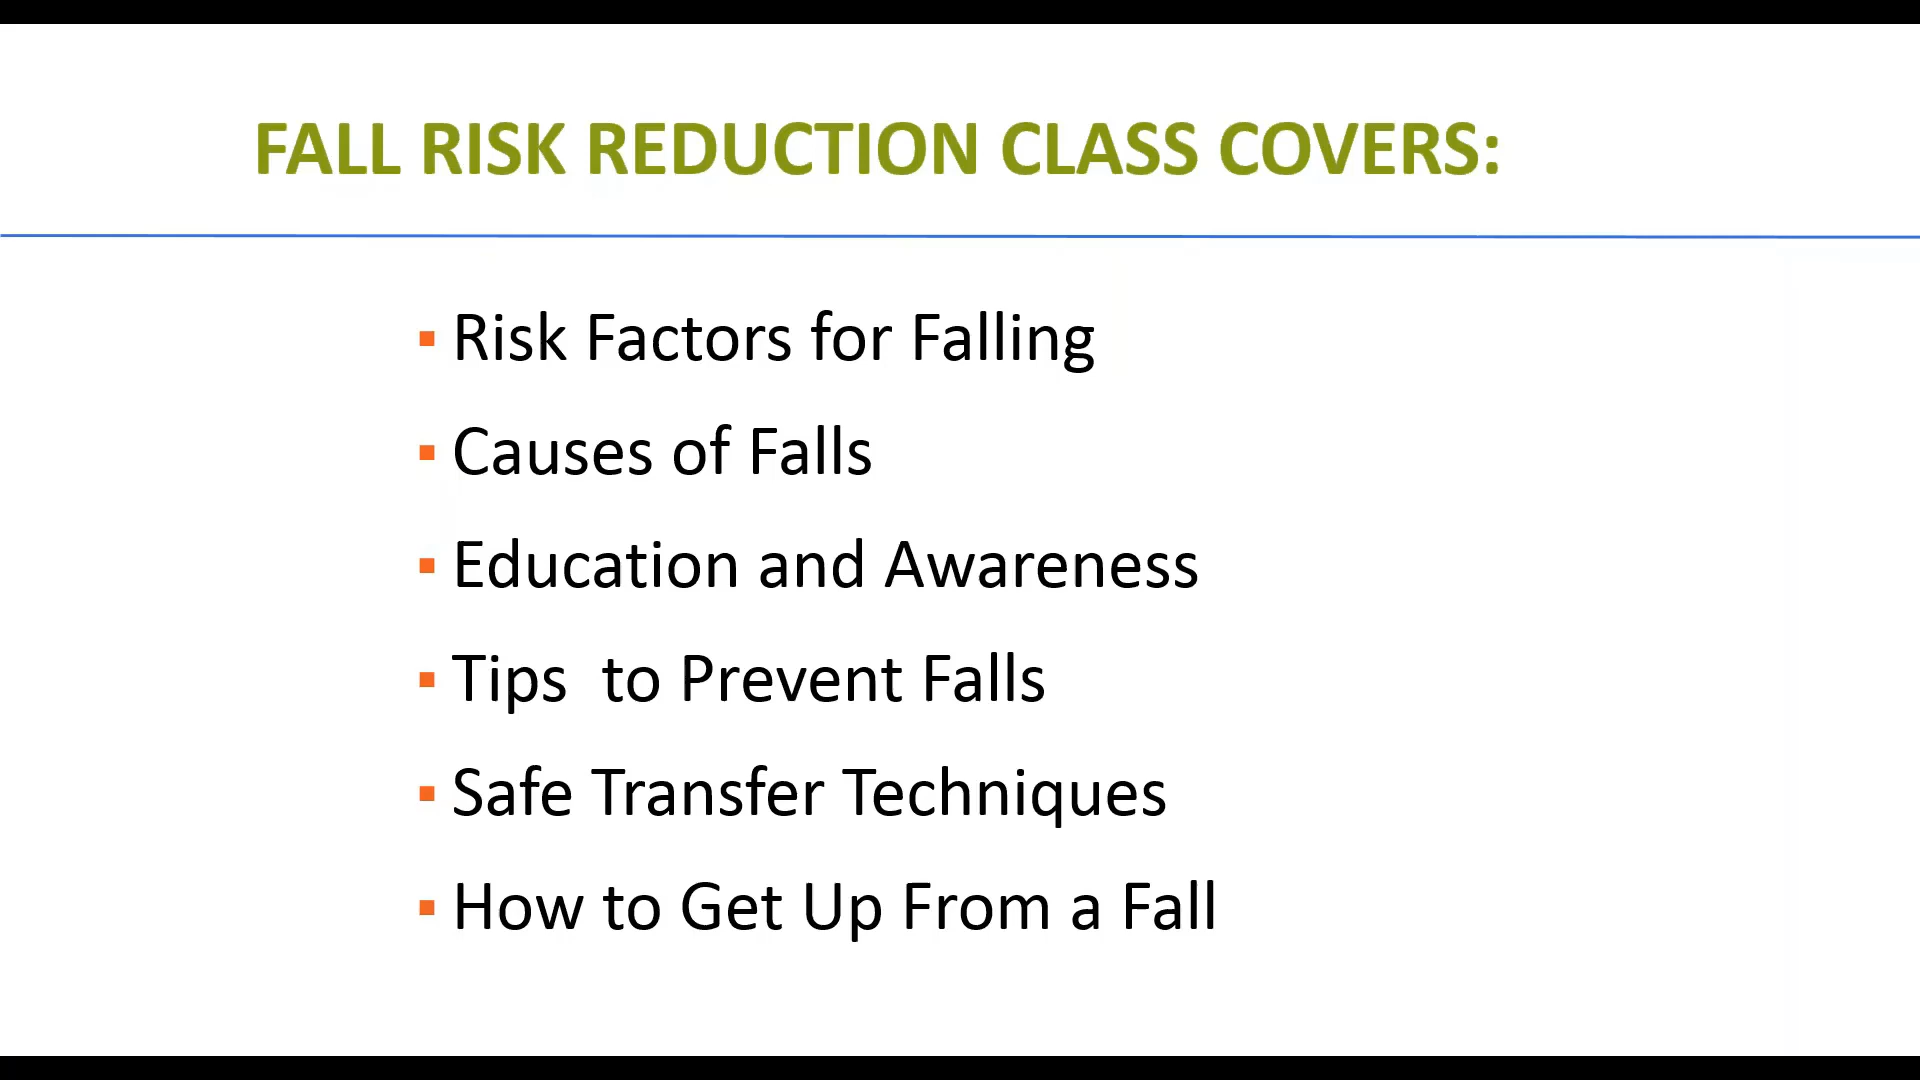 FALL RISK REDUCTION CLASS COVERS:
▪ Risk Factors for Falling
▪ Causes of Falls
▪ Education and Awareness
▪ Tips  to Prevent Falls
▪ Safe Transfer Techniques
▪ How to Get Up From a Fall